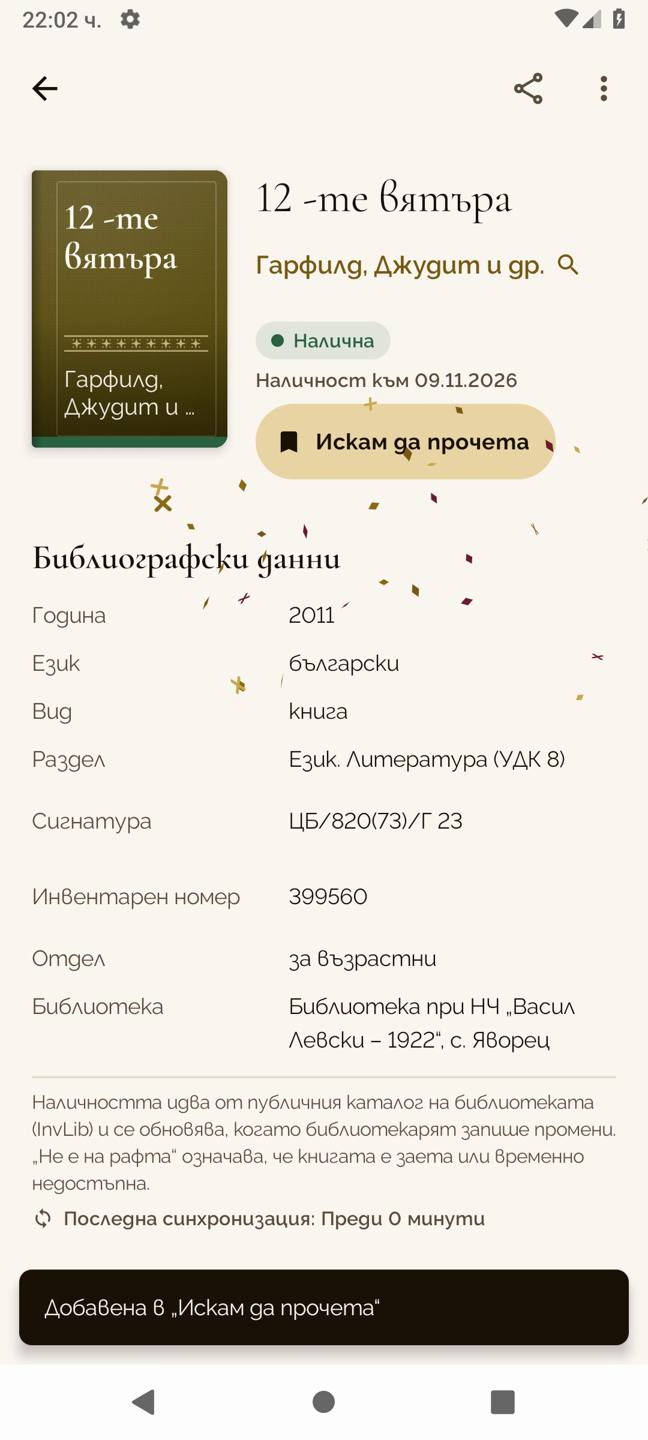 22:02 ч.
12 -те
вятъра
Гарфилд,
Джудит и ...
12 -те вятъра
Гарфилд, Джудит и др.
Налична
Наличност към 09.11.2026
Искам да прочета
Библиографски данни
Година 2011
Език български
Вид книга
Раздел Език. Литература (УДК 8)
Сигнатура ЦБ/820(73)/Г 23
Инвентарен номер 399560
Отдел за възрастни
Библиотека Библиотека при НЧ „Васил
Левски – 1922“, с. Яворец
Наличността идва от публичния каталог на библиотеката
(InvLib) и се обновява, когато библиотекарят запише промени.
„Не е на рафта“ означава, че книгата е заета или временно
недостъпна.
Последна синхронизация: Преди 0 минути
Добавена в „Искам да прочета“